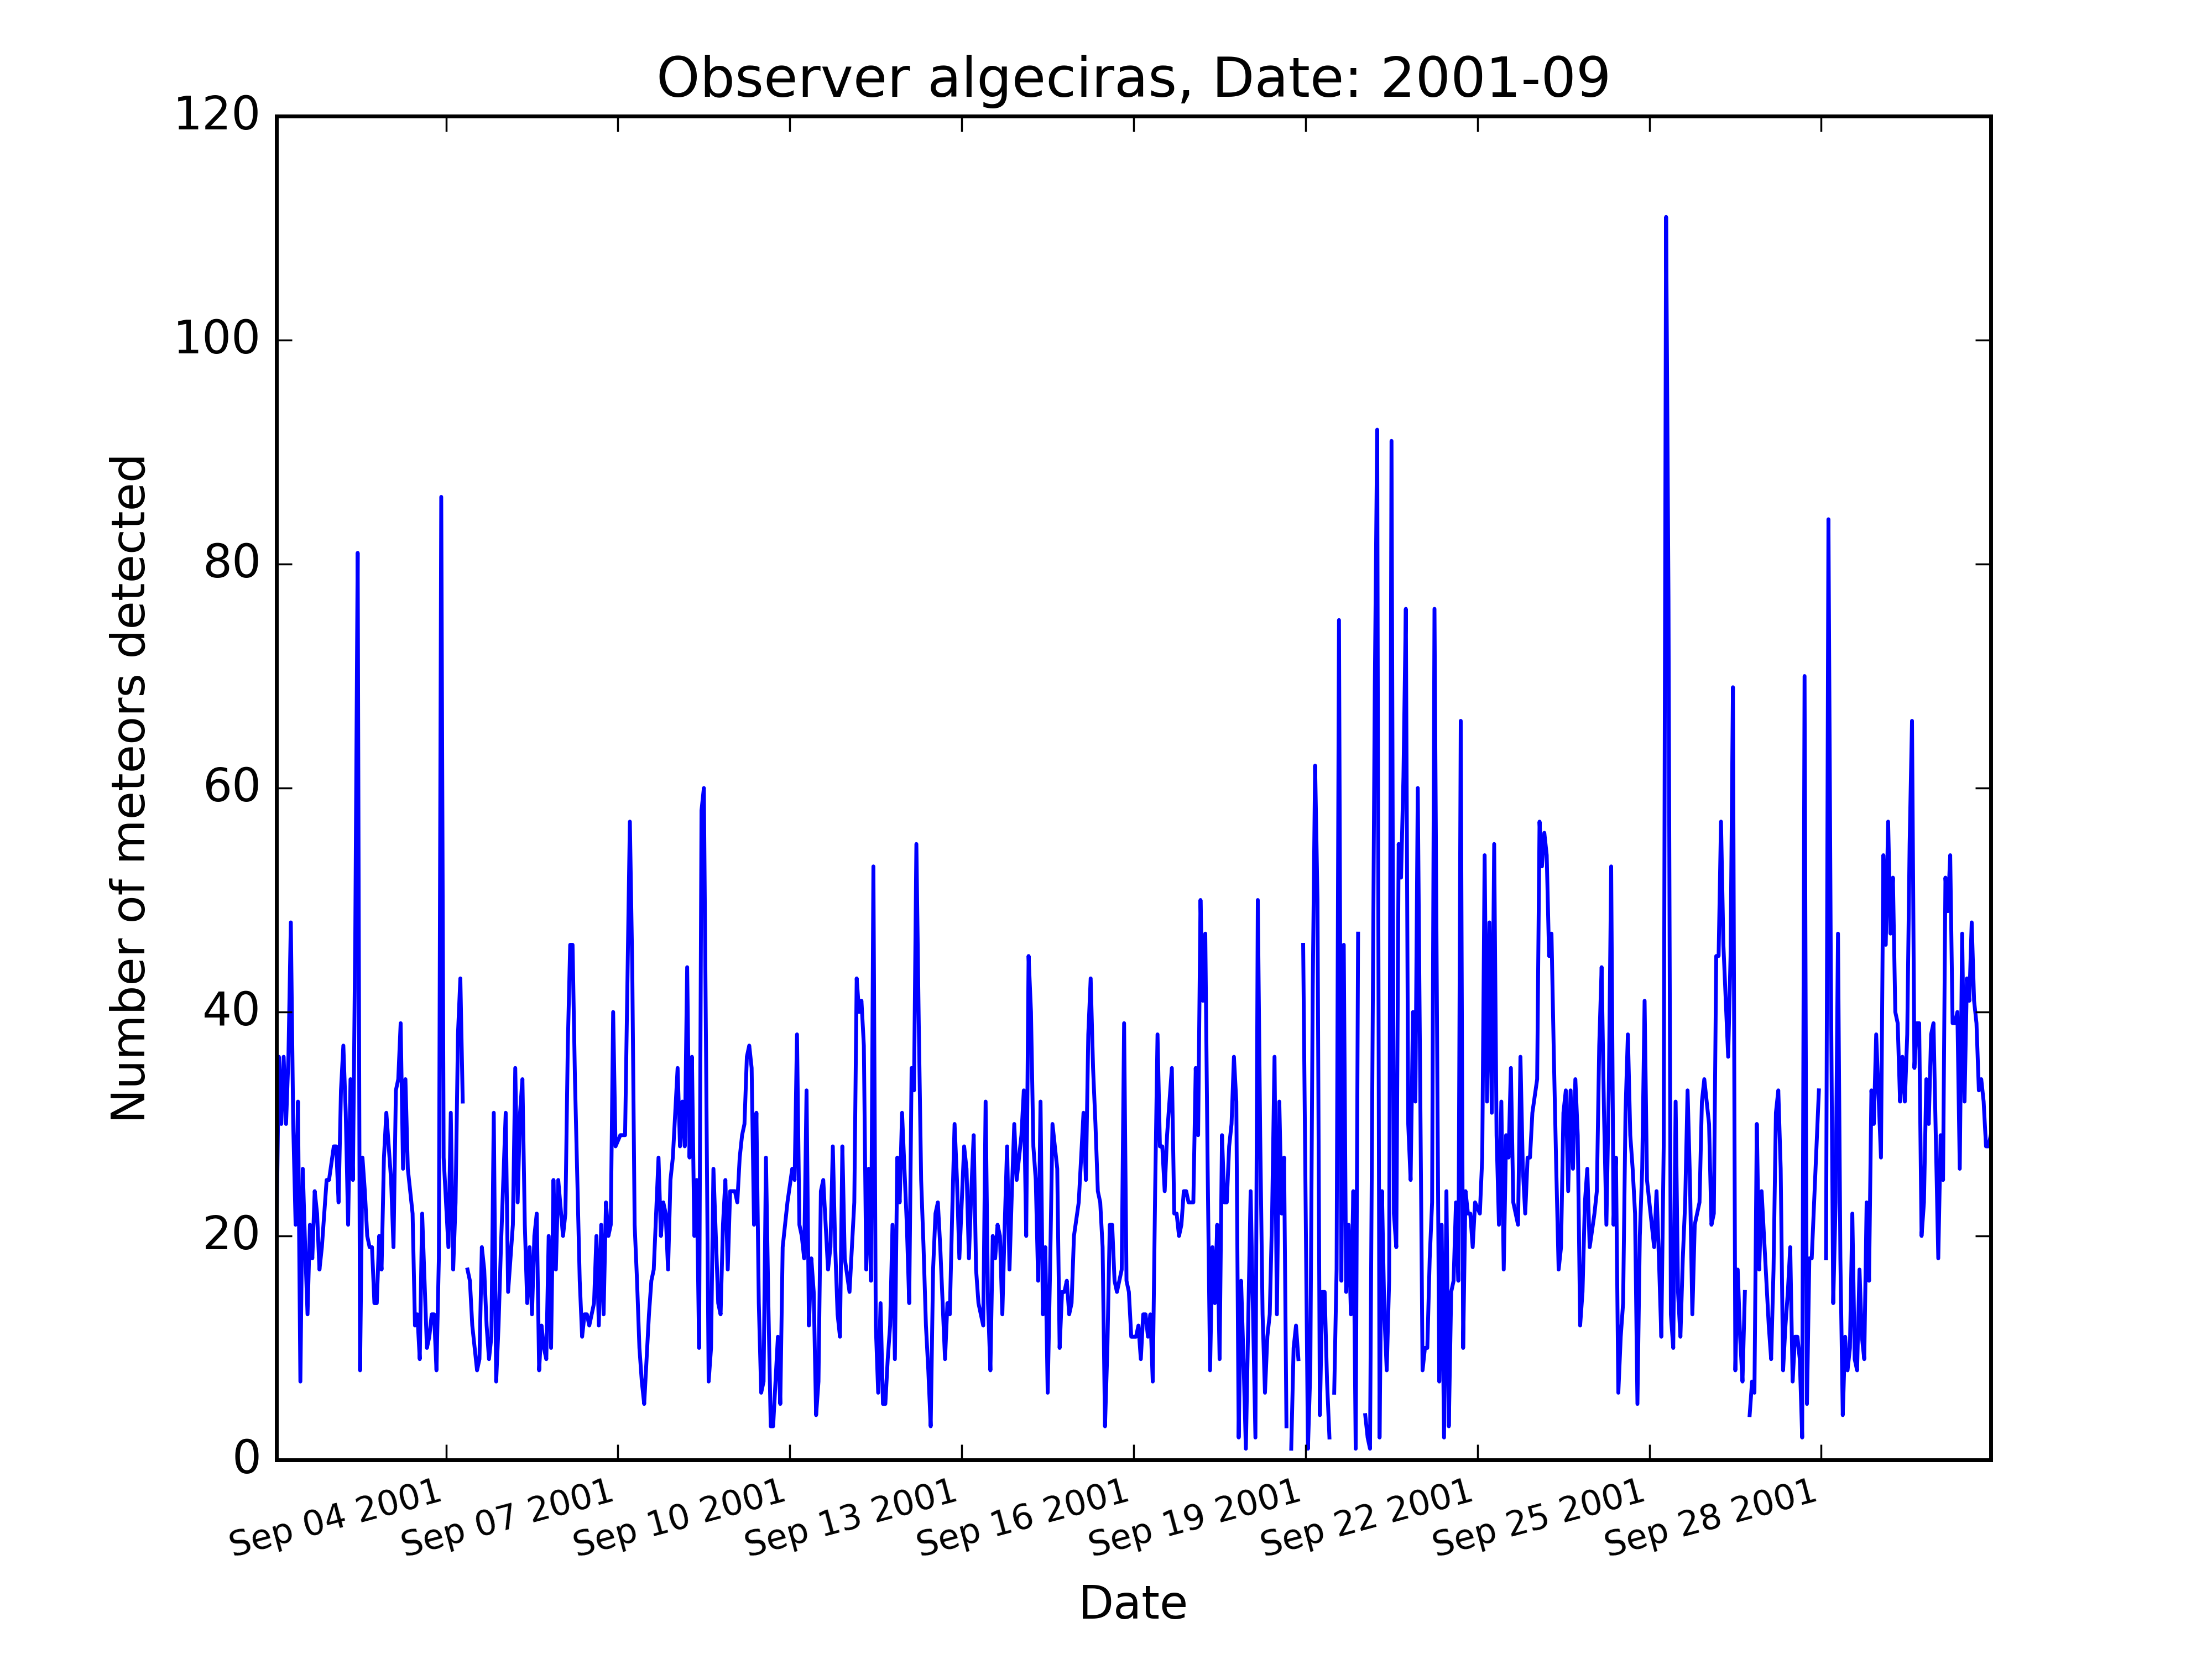 Observer algeciras, Date: 2001-09
Number of meteors detected
120
100
80
60
40
20
0
Sep 04 2001
Sep 07 2001
Sep 10 2001
Sep 13 2001
Sep 16 2001
Sep 19 2001
Sep 22 2001
Sep 25 2001
Sep 28 2001
Date